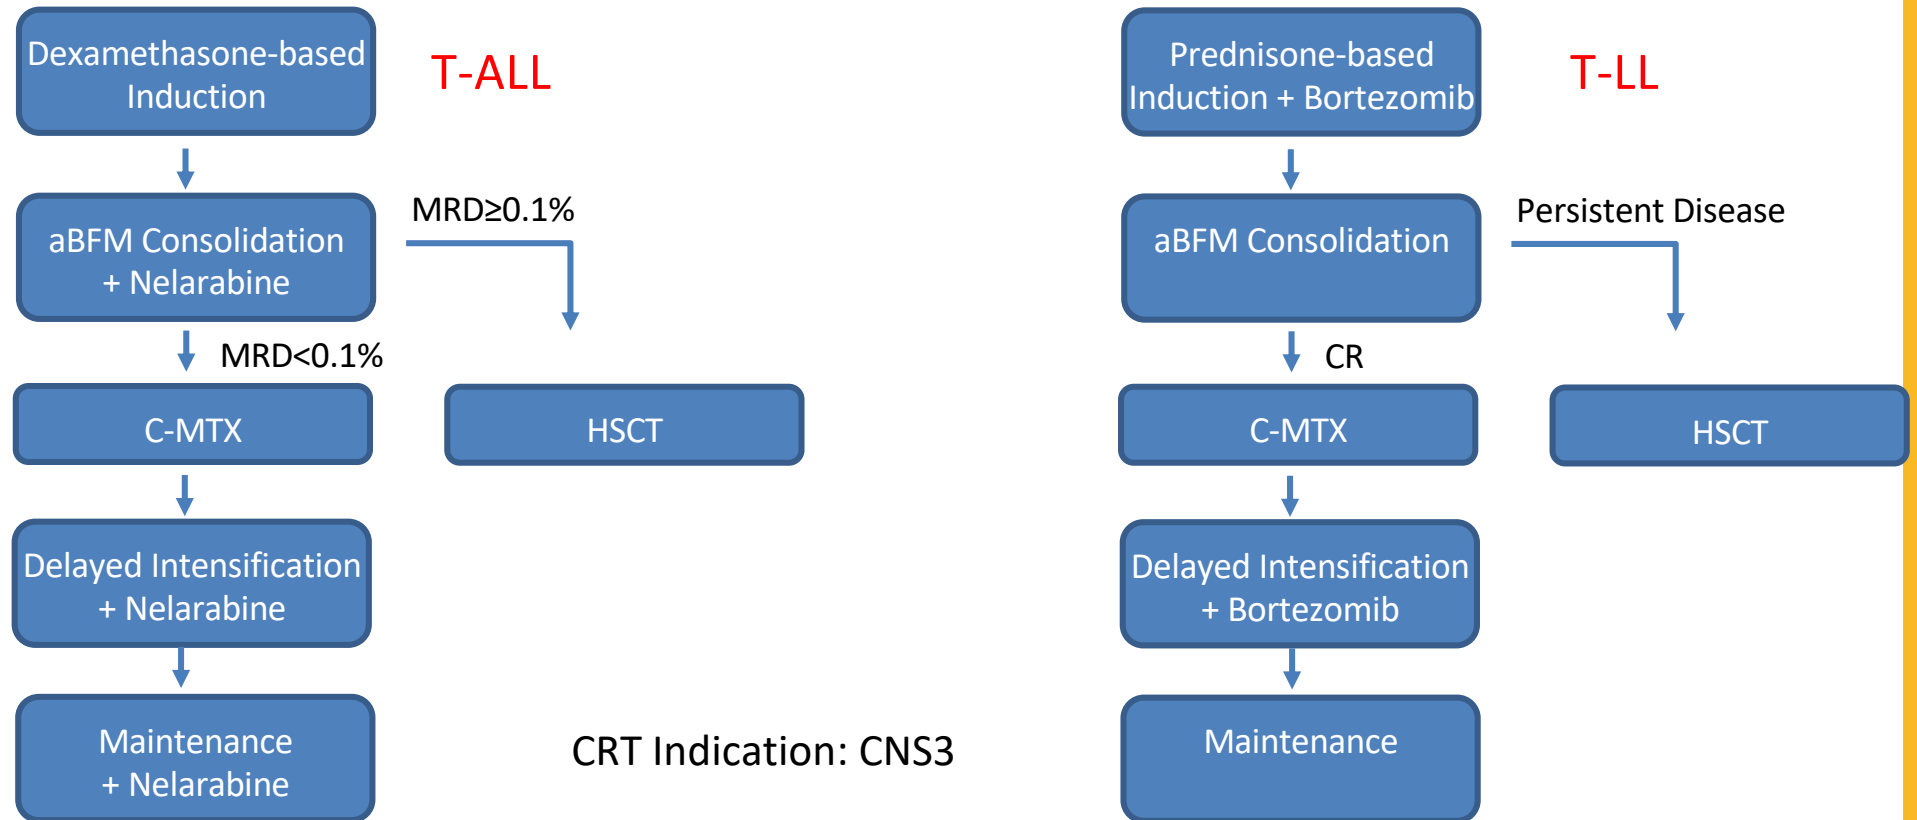 Dexamethasone-based
Induction
T-ALL
aBFM Consolidation
+ Nelarabine
MRD≥0.1%
MRD<0.1%
C-MTX
HSCT
Delayed Intensification
+ Nelarabine
Maintenance
+ Nelarabine
CRT Indication: CNS3
Prednisone-based
Induction + Bortezomib
T-LL
aBFM Consolidation
Persistent Disease
CR
C-MTX
HSCT
Delayed Intensification
+ Bortezomib
Maintenance